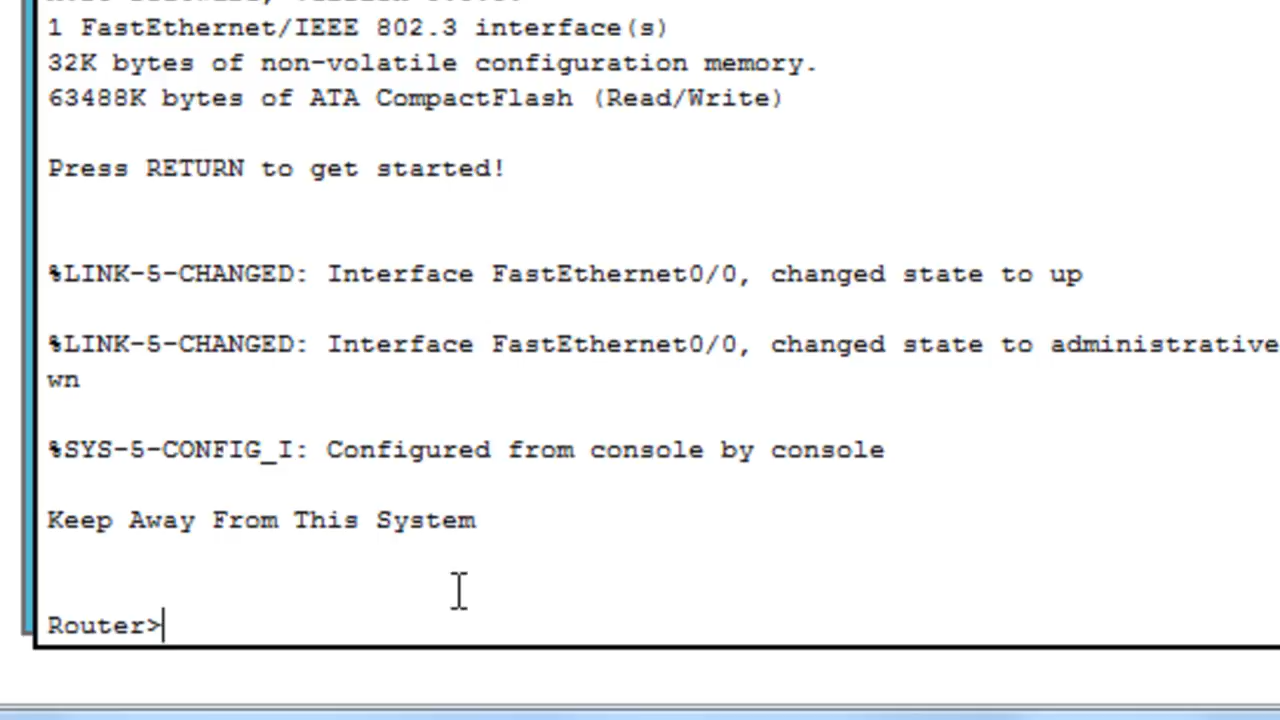 1 FastEthernet/IEEE 802.3 interface(s)
32K bytes of non-volatile configuration memory.
63488K bytes of ATA CompactFlash (Read/Write)
Press RETURN to get started!
%LINK-5-CHANGED: Interface FastEthernet0/0, changed state to up
%LINK-5-CHANGED: Interface FastEthernet0/0, changed state to administrative
wn
%SYS-5-CONFIG_I: Configured from console by console
Keep Away From This System
Router>